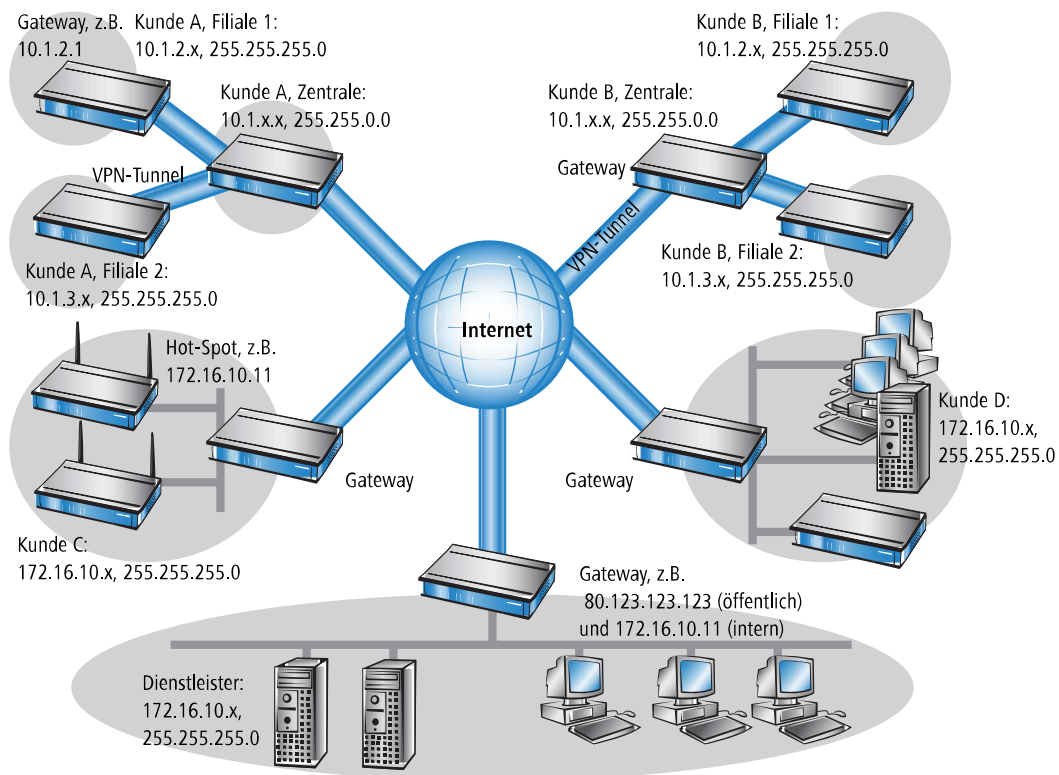 Gateway, z.B.
10.1.2.1
Kunde A, Filiale 1:
10.1.2.x, 255.255.255.0
Kunde B, Filiale 1:
10.1.2.x, 255.255.255.0
Kunde A, Zentrale:
10.1.x.x, 255.255.0.0
Kunde B, Zentrale:
10.1.x.x, 255.255.0.0
Gateway
VPN-Tunnel
VPN-Tunnel
Kunde A, Filiale 2:
10.1.3.x, 255.255.255.0
Kunde B, Filiale 2:
10.1.3.x, 255.255.255.0
Internet
Hot-Spot, z.B.
172.16.10.11
Gateway
Kunde C:
172.16.10.x, 255.255.255.0
Gateway
Kunde D:
172.16.10.x,
255.255.255.0
Gateway, z.B.
80.123.123.123 (öffentlich)
und 172.16.10.11 (intern)
Dienstleister:
172.16.10.x,
255.255.255.0